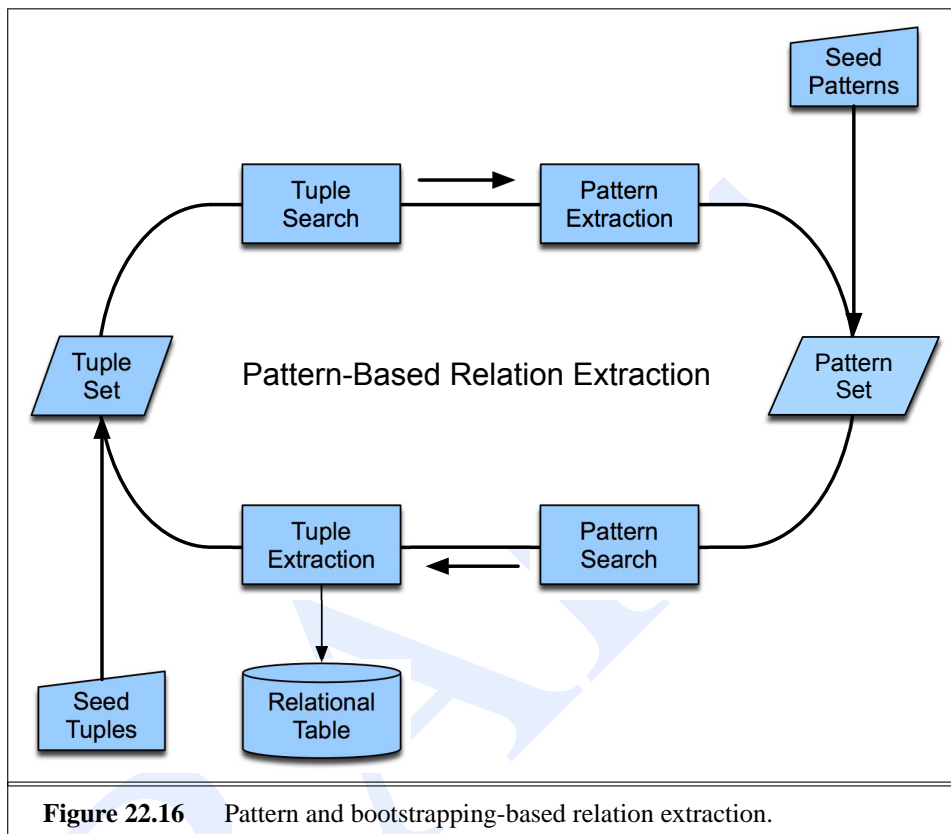 Seed
Patterns
Tuple
Search
Pattern
Extraction
Tuple
Set
Pattern-Based Relation Extraction
Pattern
Set
Tuple
Extraction
Pattern
Search
Seed
Tuples
Relational
Table
Figure 22.16 Pattern and bootstrapping-based relation extraction.